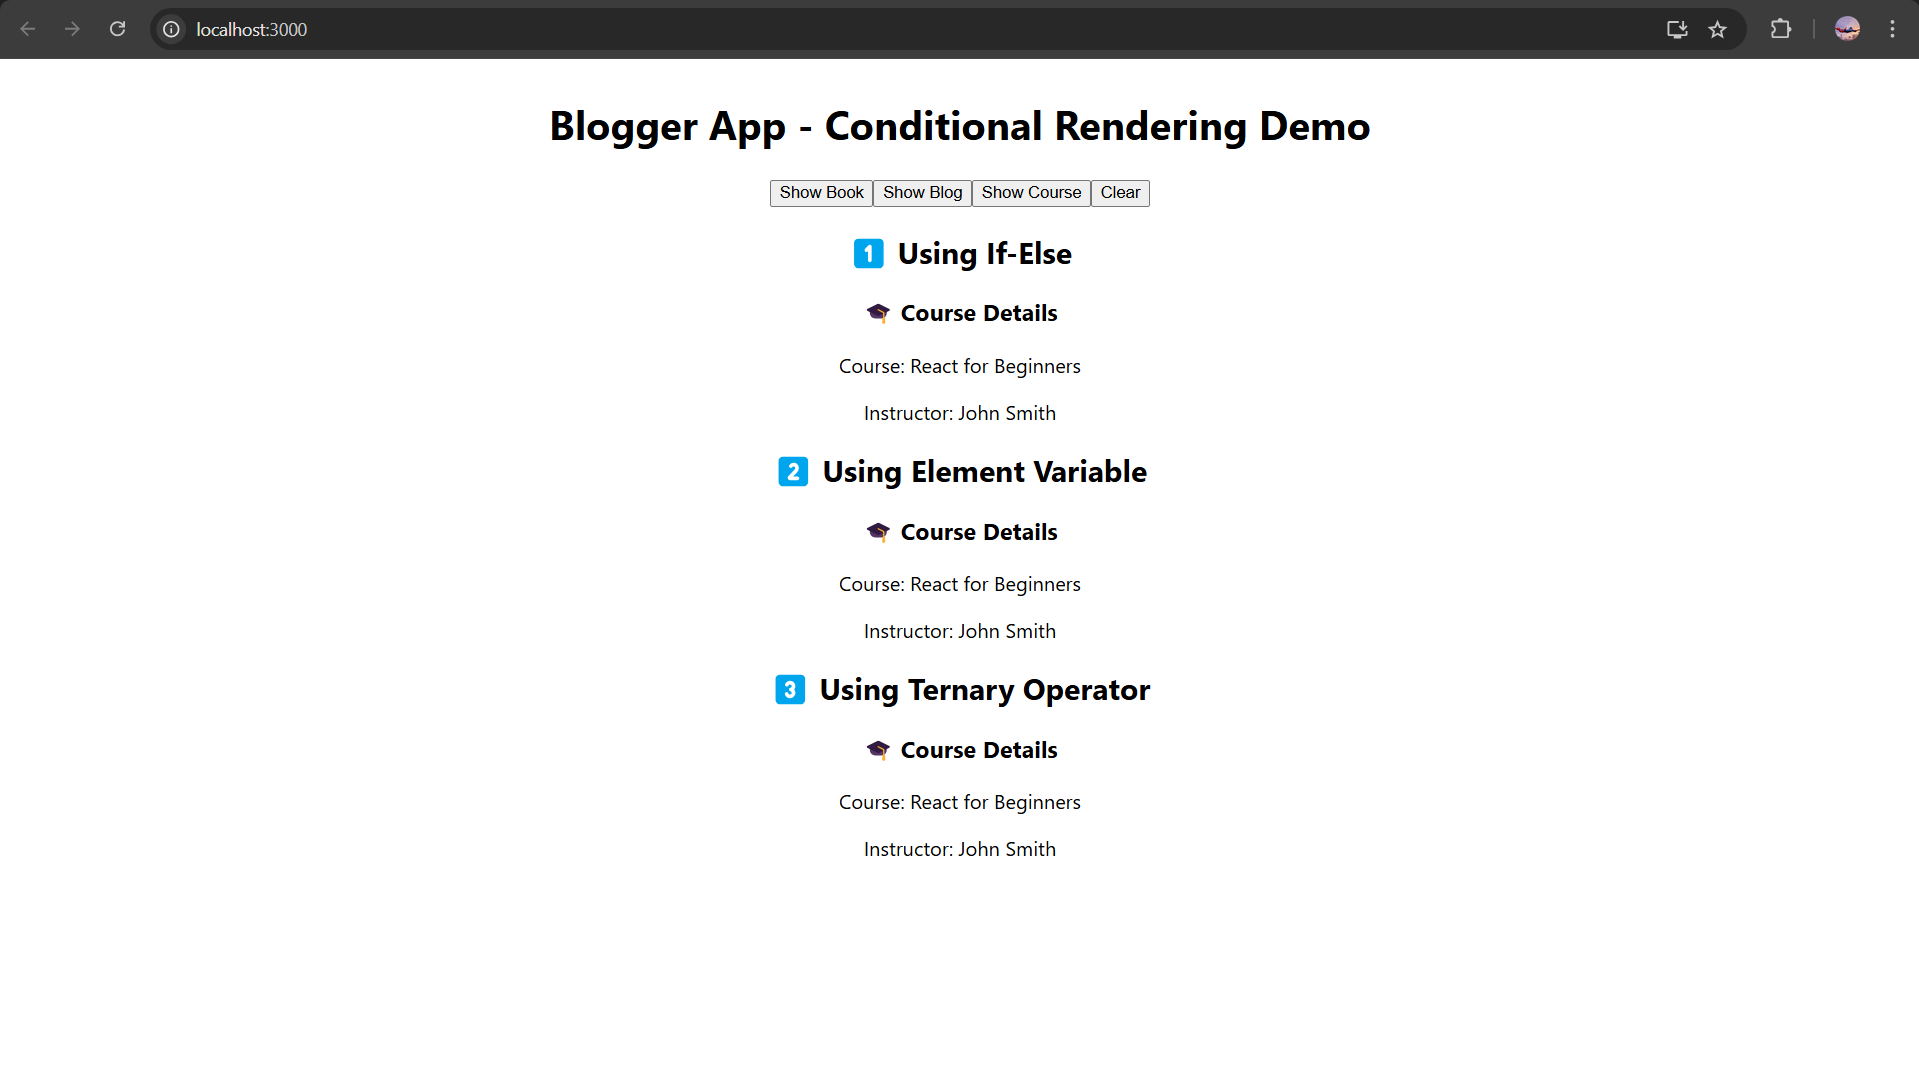 localhost:3000
Blogger App - Conditional Rendering Demo
Show Book Show Blog Show Course Clear
1 Using If-Else
Course Details
Course: React for Beginners
Instructor: John Smith
2 Using Element Variable
Course Details
Course: React for Beginners
Instructor: John Smith
3 Using Ternary Operator
Course Details
Course: React for Beginners
Instructor: John Smith